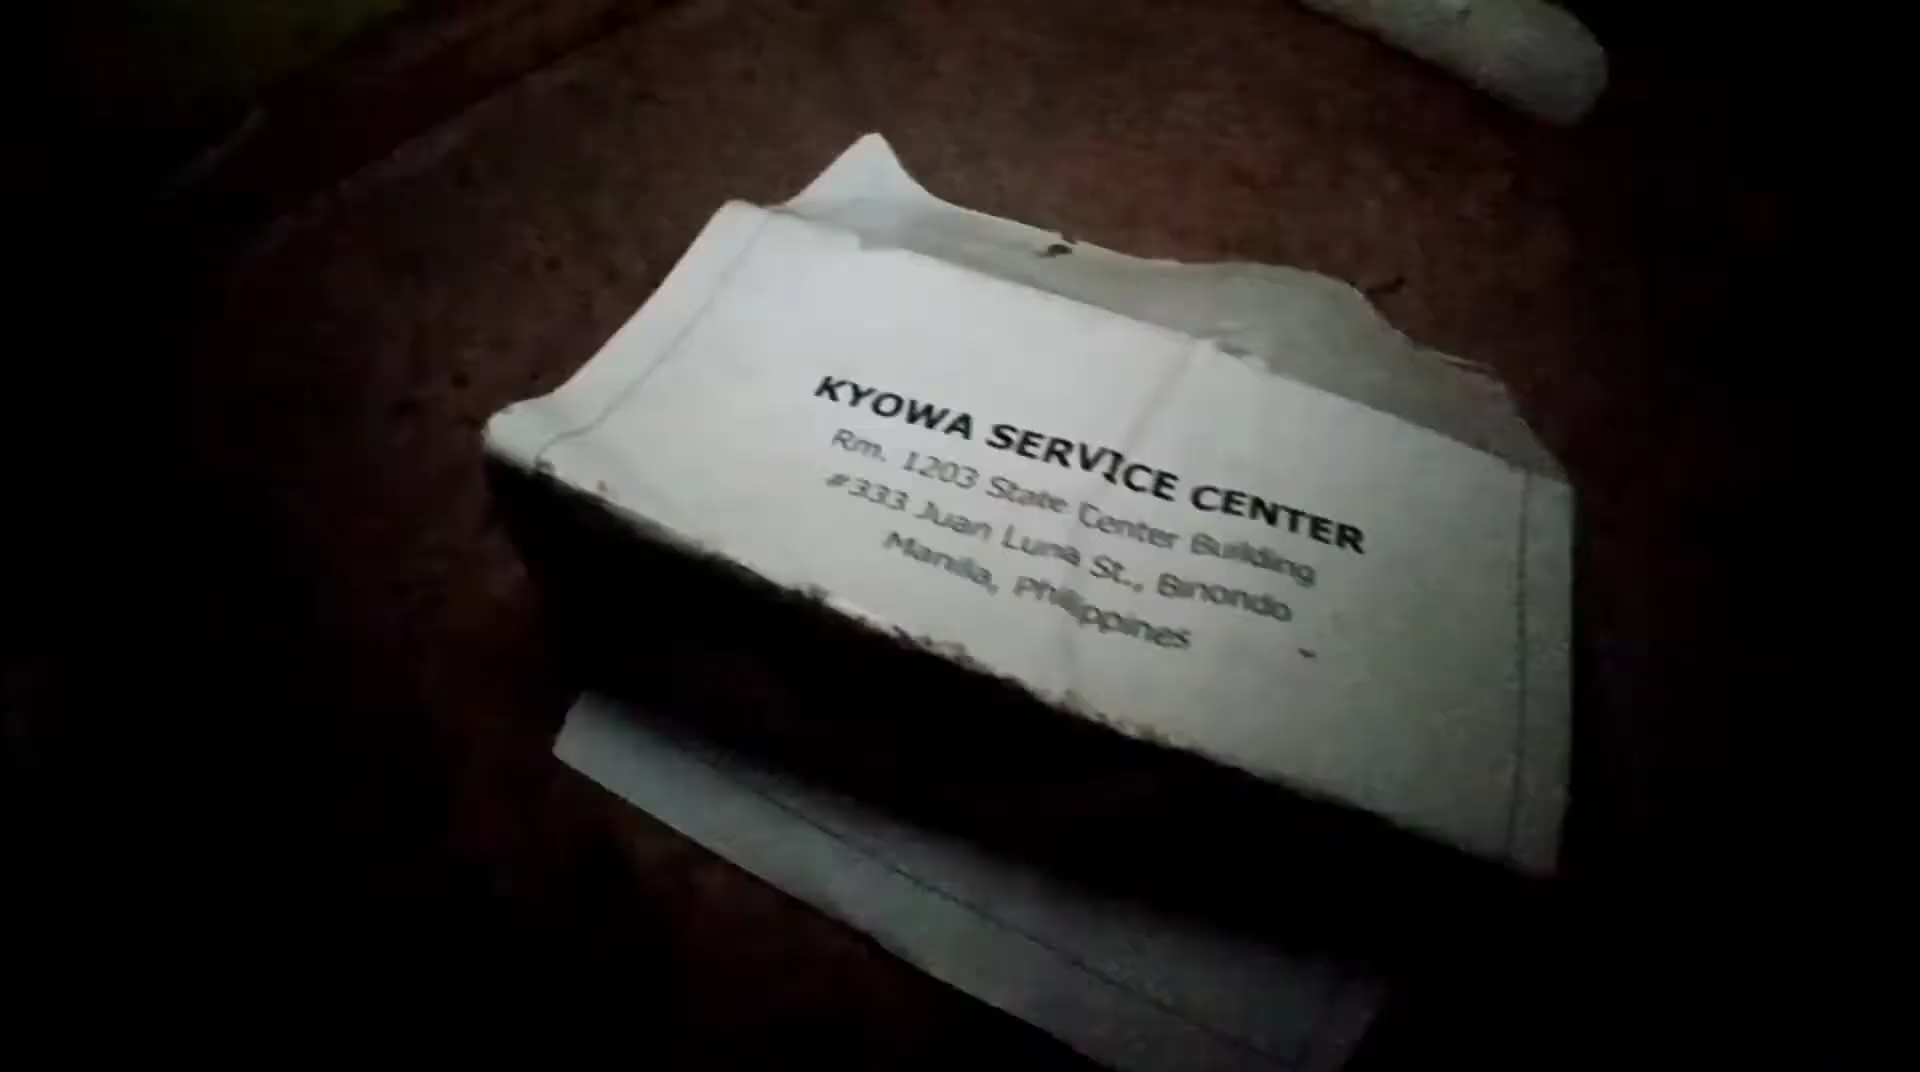 KYOWA SERVICE CENTER
Rm. 1203 State Center Building
#333 Juan Luna St., Binondo
Manila, Philippines